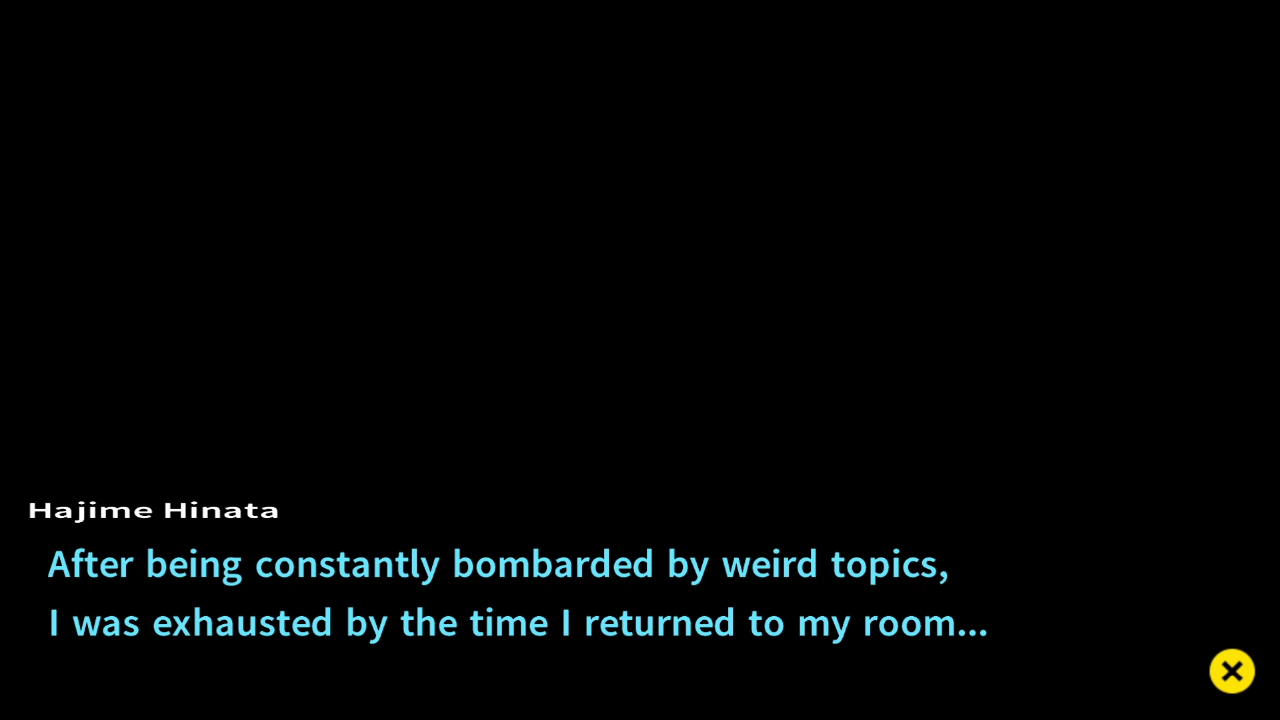 Hajime Hinata
After being constantly bombarded by weird topics,
I was exhausted by the time I returned to my room...